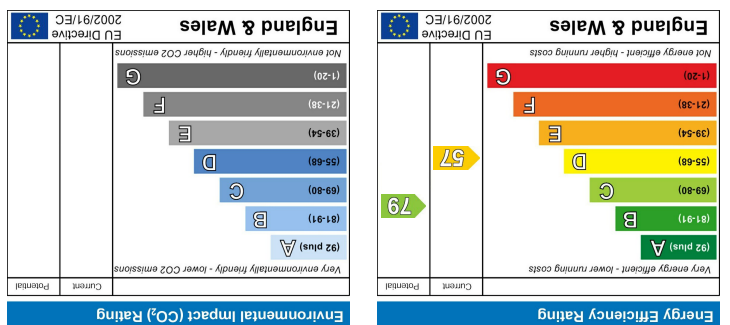 Energy Efficiency Rating
Current
Potential
Very energy efficient - lower running costs
(92 plus) A
(81-91) B
(69-80) C
(55-68) D
(39-54) E
(21-38) F
(1-20) G
57
79
Not energy efficient - higher running costs
England & Wales
EU Directive
2002/91/EC
Environmental Impact (CO₂) Rating
Current
Potential
Very environmentally friendly - lower CO2 emissions
(92 plus) A
(81-91) B
(69-80) C
(55-68) D
(39-54) E
(21-38) F
(1-20) G
Not environmentally friendly - higher CO2 emissions
England & Wales
EU Directive
2002/91/EC